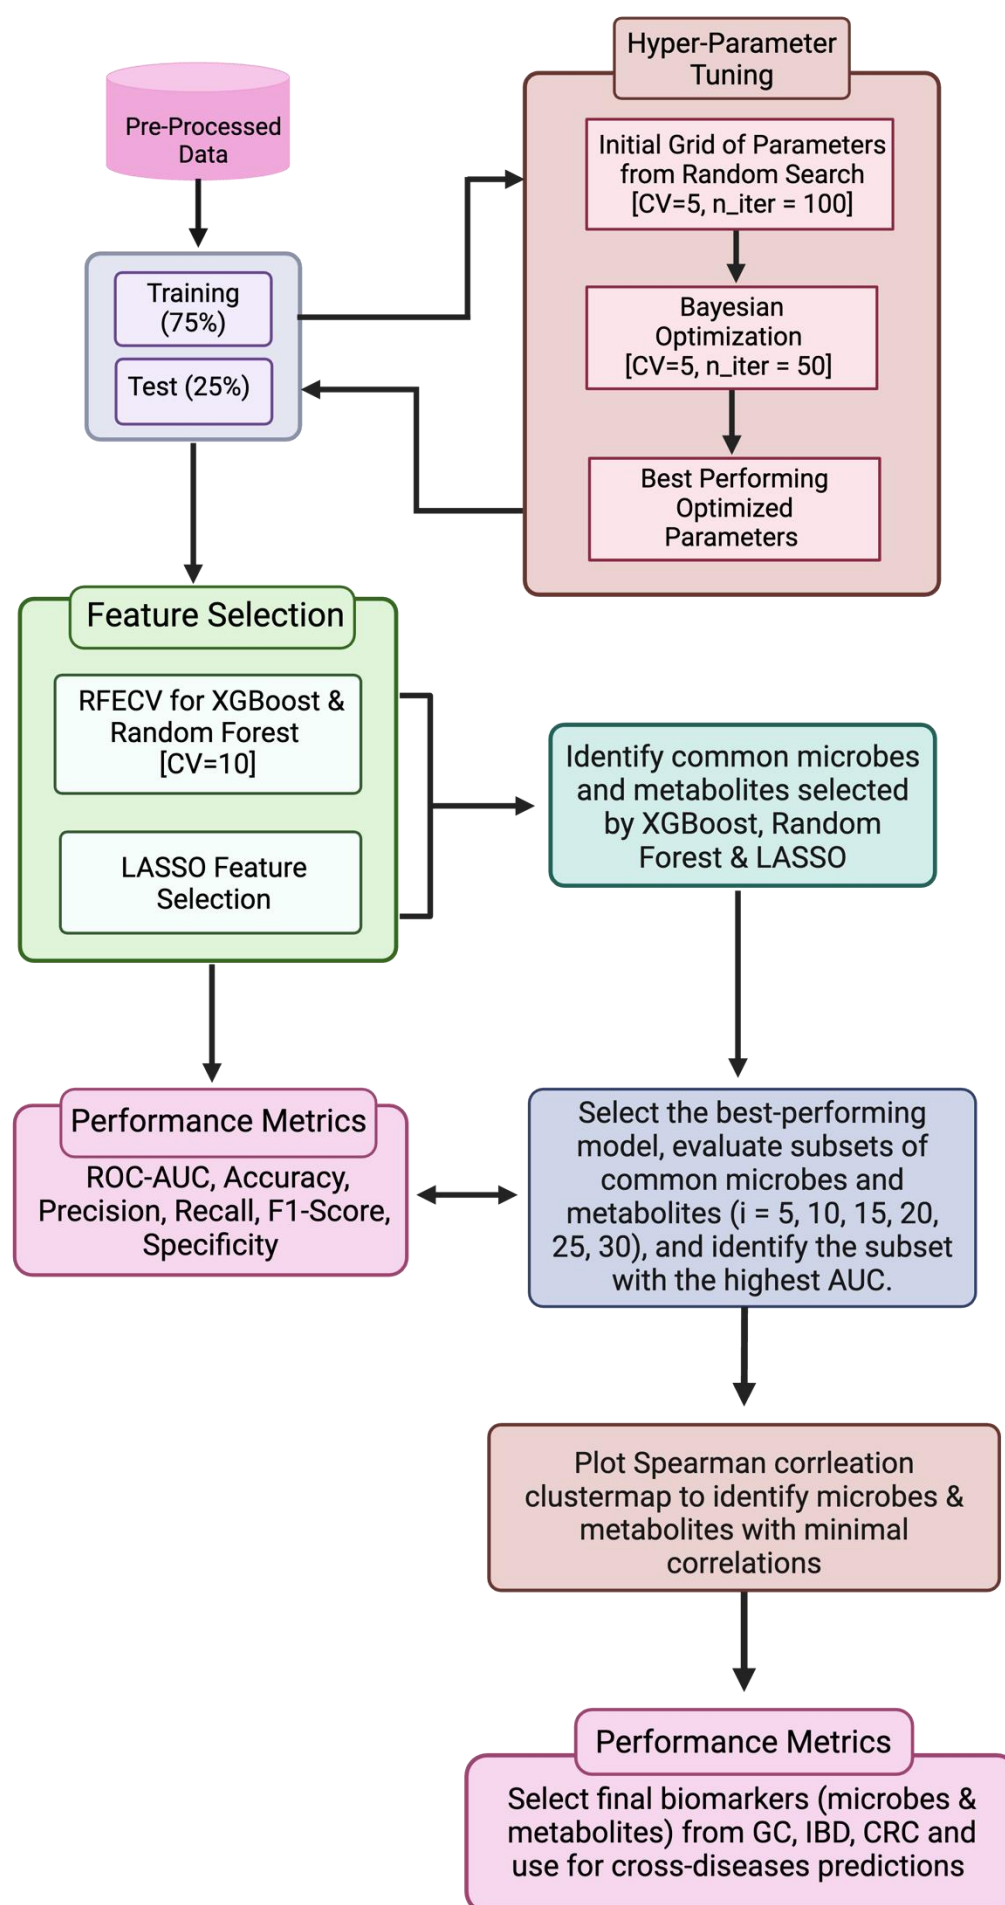 Pre-Processed
Data
Training
(75%)
Test (25%)
Hyper-Parameter
Tuning
Initial Grid of Parameters
from Random Search
[CV=5, n_iter = 100]
Bayesian
Optimization
[CV=5, n_iter = 50]
Best Performing
Optimized
Parameters
Feature Selection
RFECV for XGBoost &
Random Forest
[CV=10]
LASSO Feature
Selection
Identify common microbes
and metabolites selected
by XGBoost, Random
Forest & LASSO
Performance Metrics
ROC-AUC, Accuracy,
Precision, Recall, F1-Score,
Specificity
Select the best-performing
model, evaluate subsets of
common microbes and
metabolites (i = 5, 10, 15, 20,
25, 30), and identify the subset
with the highest AUC.
Plot Spearman corrleation
clustermap to identify microbes &
metabolites with minimal
correlations
Performance Metrics
Select final biomarkers (microbes &
metabolites) from GC, IBD, CRC and
use for cross-diseases predictions